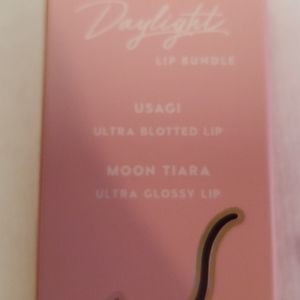 Daylight
LIP BUNDLE
USAGI
ULTRA BLOTTED LIP
MOON TIARA
ULTRA GLOSSY LIP